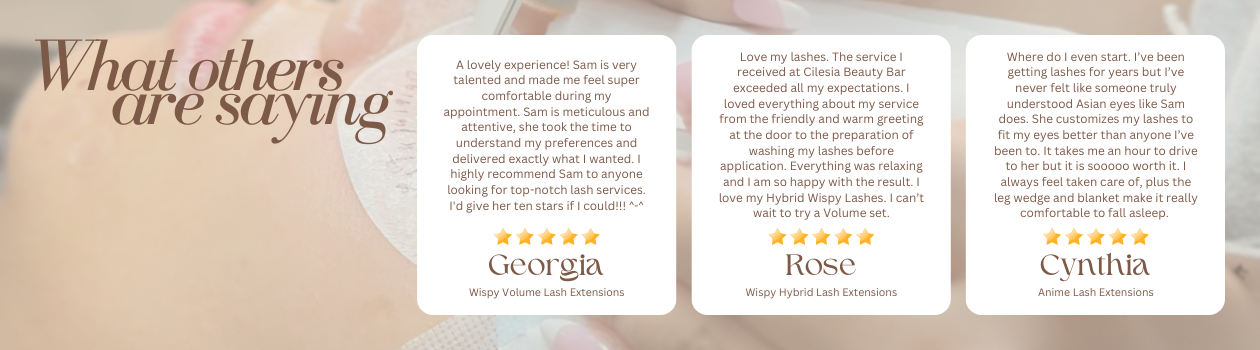 What others
are saying
A lovely experience! Sam is very
talented and made me feel super
comfortable during my
appointment. Sam is meticulous and
attentive, she took the time to
understand my preferences and
delivered exactly what I wanted. I
highly recommend Sam to anyone
looking for top-notch lash services.
I'd give her ten stars if I could!!! ^-^
Georgia
Wispy Volume Lash Extensions
Love my lashes. The service I
received at Cilesia Beauty Bar
exceeded all my expectations. I
loved everything about my service
from the friendly and warm greeting
at the door to the preparation of
washing my lashes before
application. Everything was relaxing
and I am so happy with the result. I
love my Hybrid Wispy Lashes. I can't
wait to try a Volume set.
Rose
Wispy Hybrid Lash Extensions
Where do I even start. I've been
getting lashes for years but I've
never felt like someone truly
understood Asian eyes like Sam
does. She customizes my lashes to
fit my eyes better than anyone I've
been to. It takes me an hour to drive
to her but it is sooooo worth it. I
always feel taken care of, plus the
leg wedge and blanket make it really
comfortable to fall asleep.
Cynthia
Anime Lash Extensions